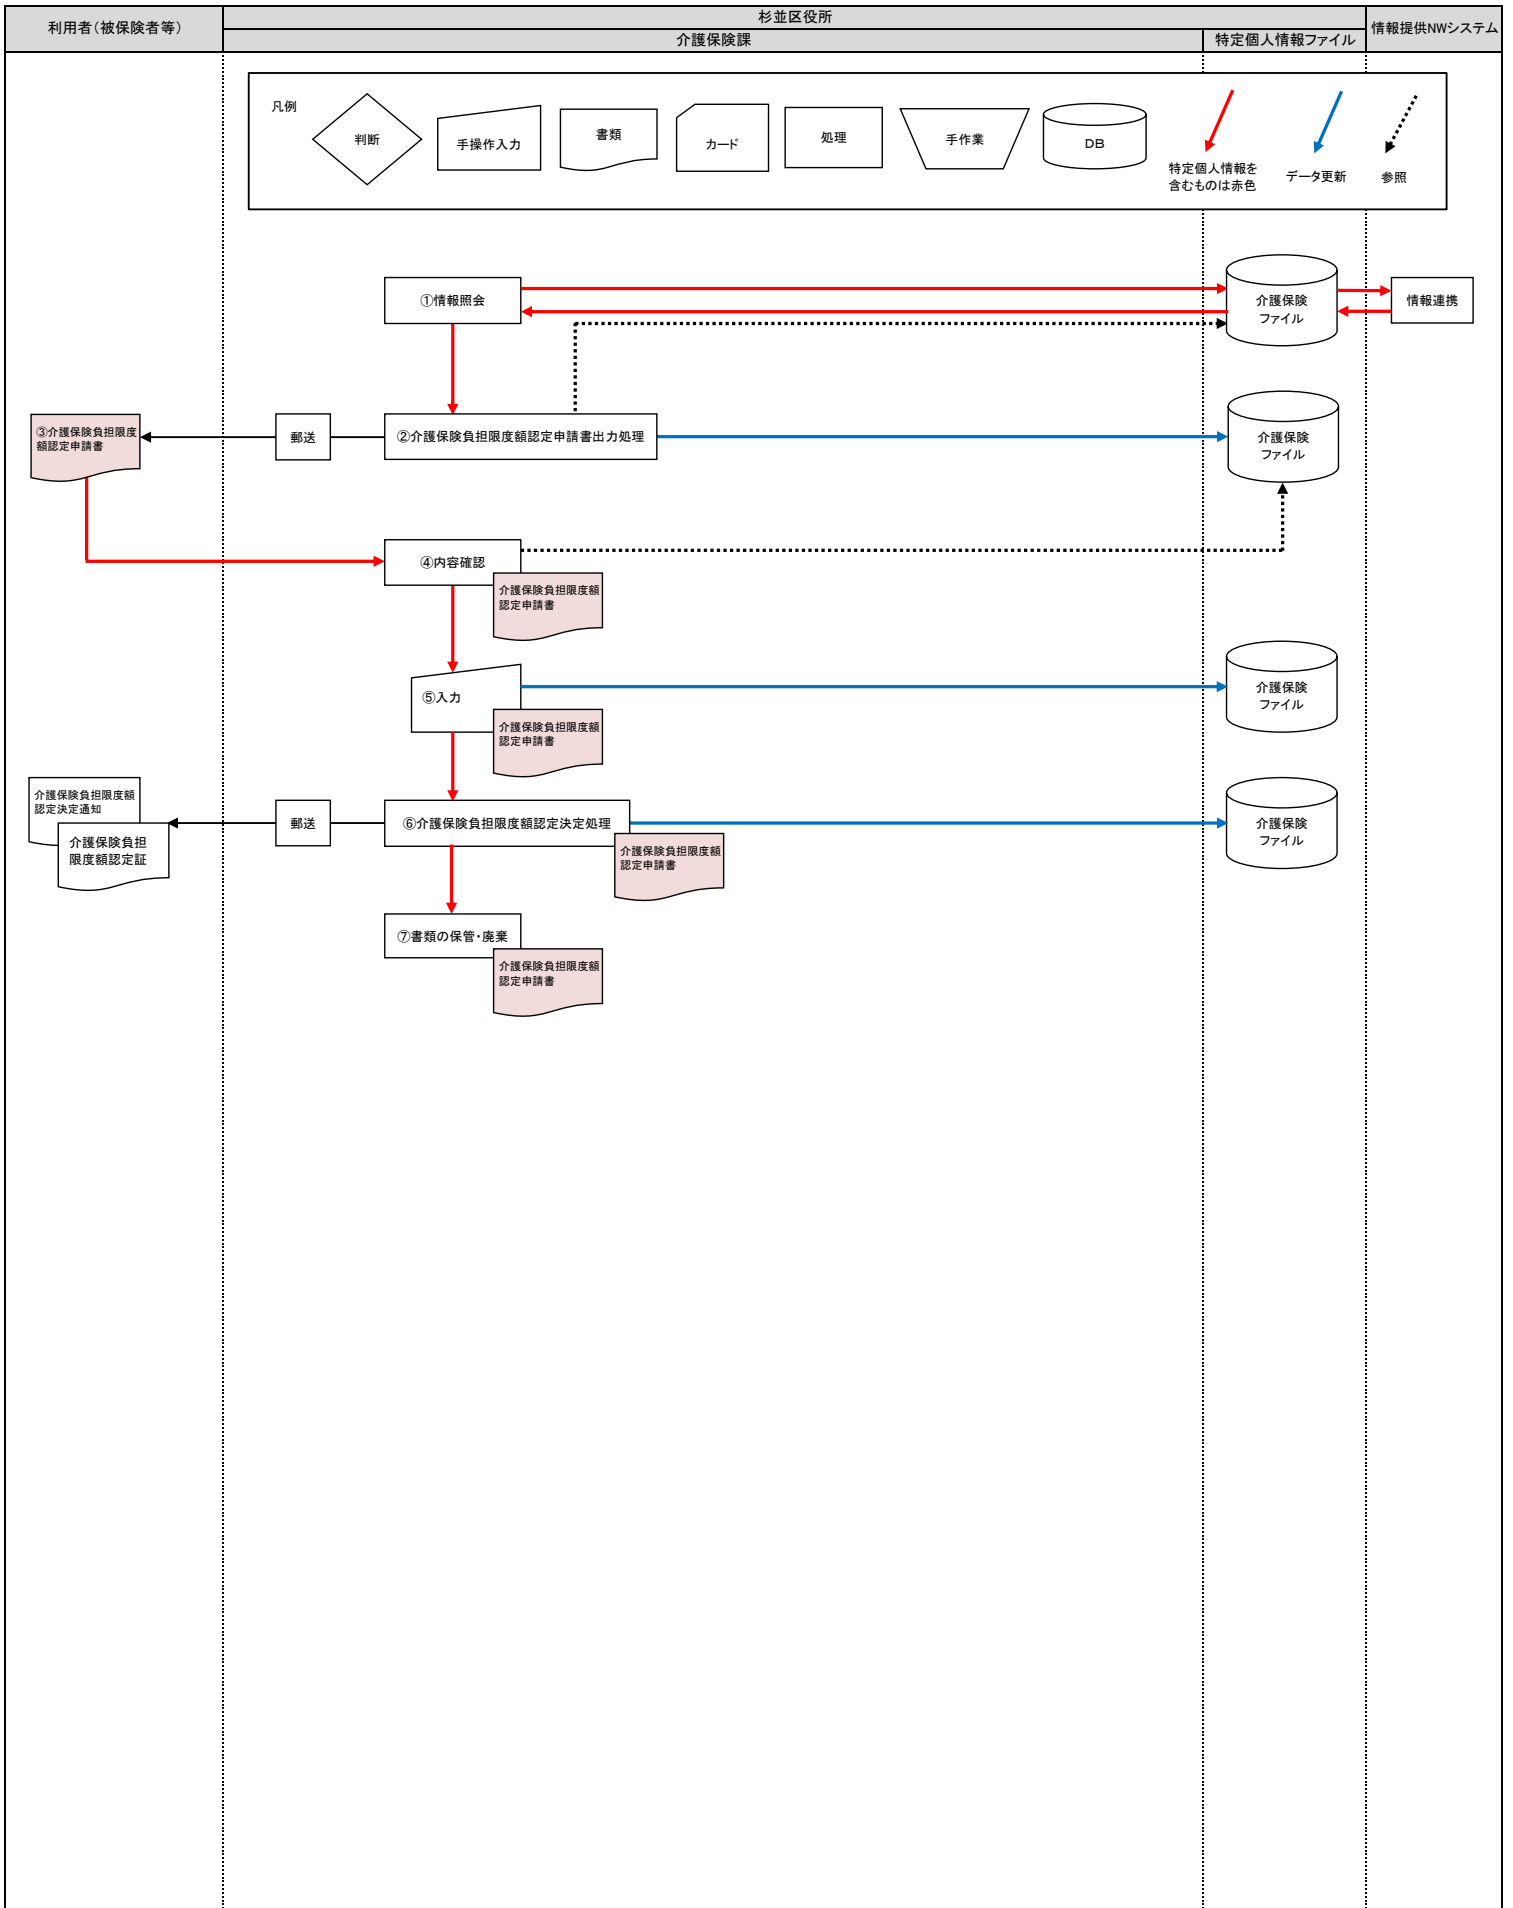 利用者（被保険者等）
杉並区役所
介護保険課
特定個人情報ファイル
情報提供NWシステム
凡例
判断
手操作入力
書類
カード
処理
手作業
DB
特定個人情報を
含むものは赤色
データ更新
参照
①情報照会
介護保険
ファイル
情報連携
③介護保険負担限度
額認定申請書
郵送
②介護保険負担限度額認定申請書出力処理
介護保険
ファイル
④内容確認
介護保険負担限度額
認定申請書
⑤入力
介護保険負担限度額
認定申請書
介護保険
ファイル
介護保険負担限度額
認定決定通知
介護保険負担
限度額認定証
郵送
⑥介護保険負担限度額認定決定処理
介護保険負担限度額
認定申請書
介護保険
ファイル
⑦書類の保管・廃棄
介護保険負担限度額
認定申請書